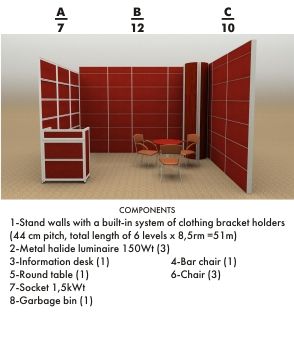 A B C
7 12 10
COMPONENTS
1-Stand walls with a built-in system of clothing bracket holders
(44 cm pitch, total length of 6 levels x 8,5rm =51m)
2-Metal halide luminaire 150Wt (3)
3-Information desk (1) 4-Bar chair (1)
5-Round table (1) 6-Chair (3)
7-Socket 1,5kWt
8-Garbage bin (1)